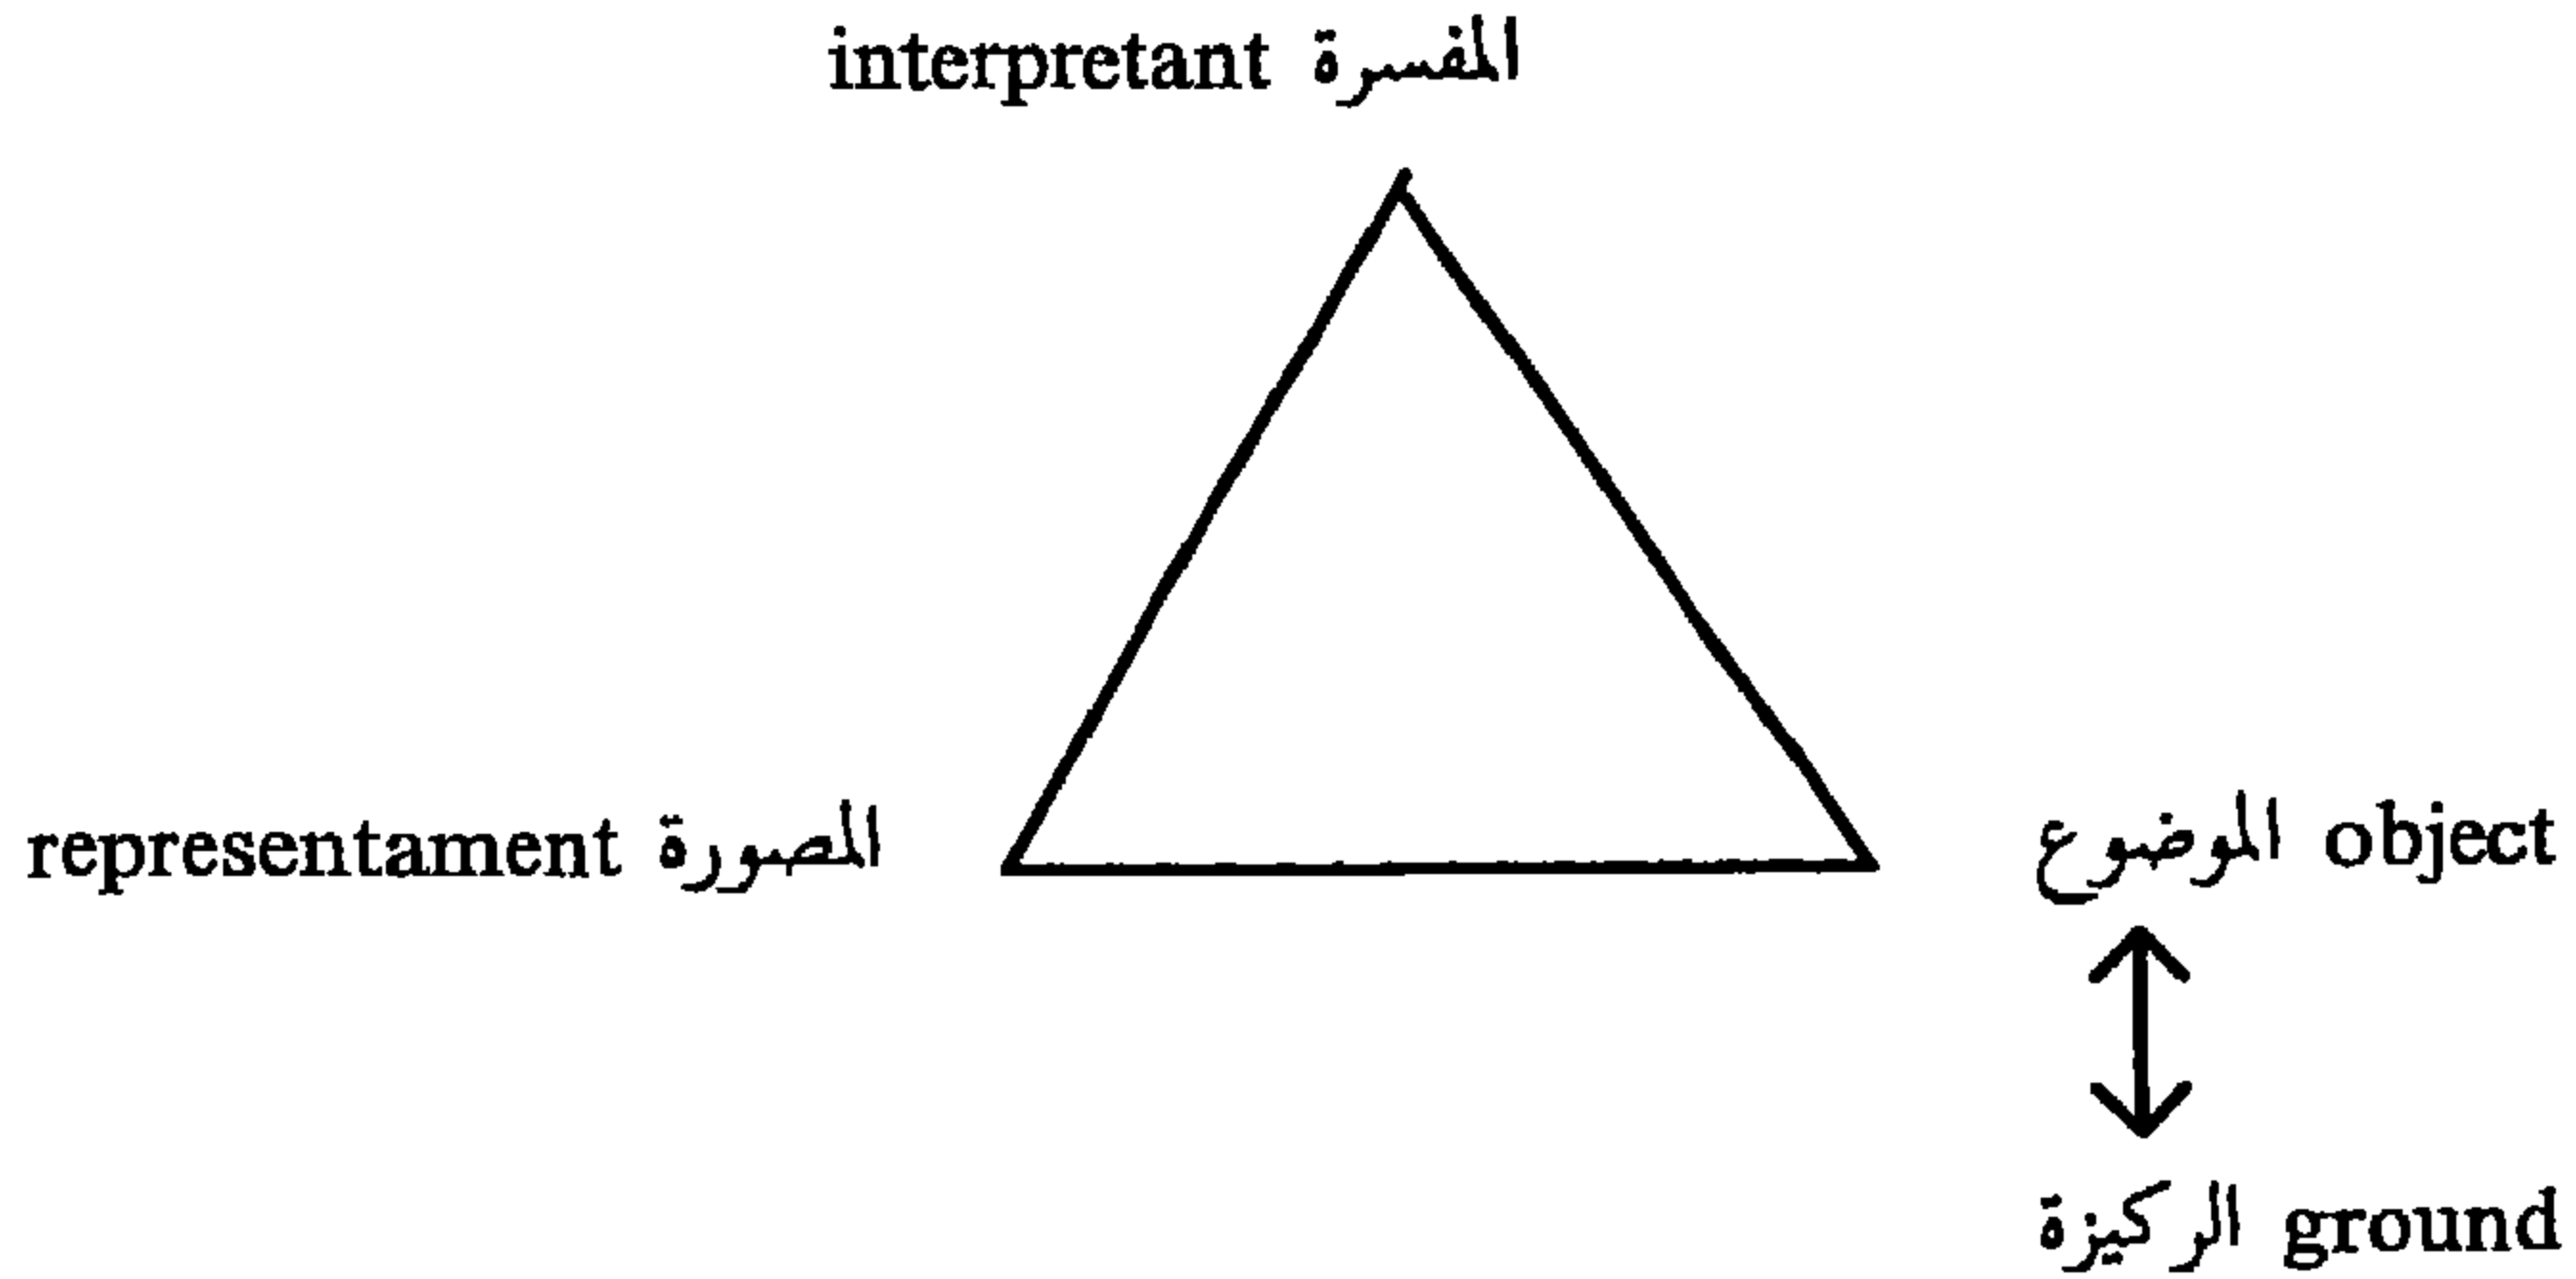 interpretant المفسرة
representament المصورة
الموضوع object
الركيزة ground